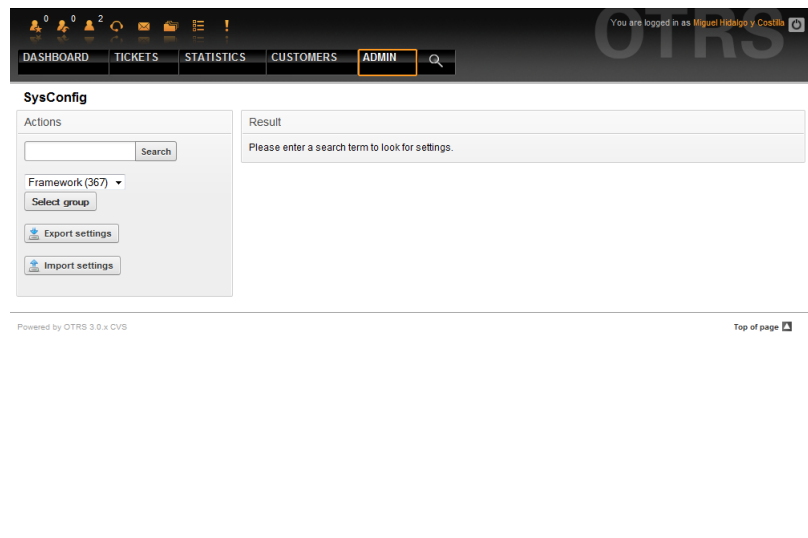 0 0 2
You are logged in as Miguel Hidalgo y Costilla
OTRS
DASHBOARD TICKETS STATISTICS CUSTOMERS ADMIN
SysConfig
Actions
Search
Framework (367)
Select group
Export settings
Import settings
Result
Please enter a search term to look for settings.
Powered by OTRS 3.0.x CVS
Top of page